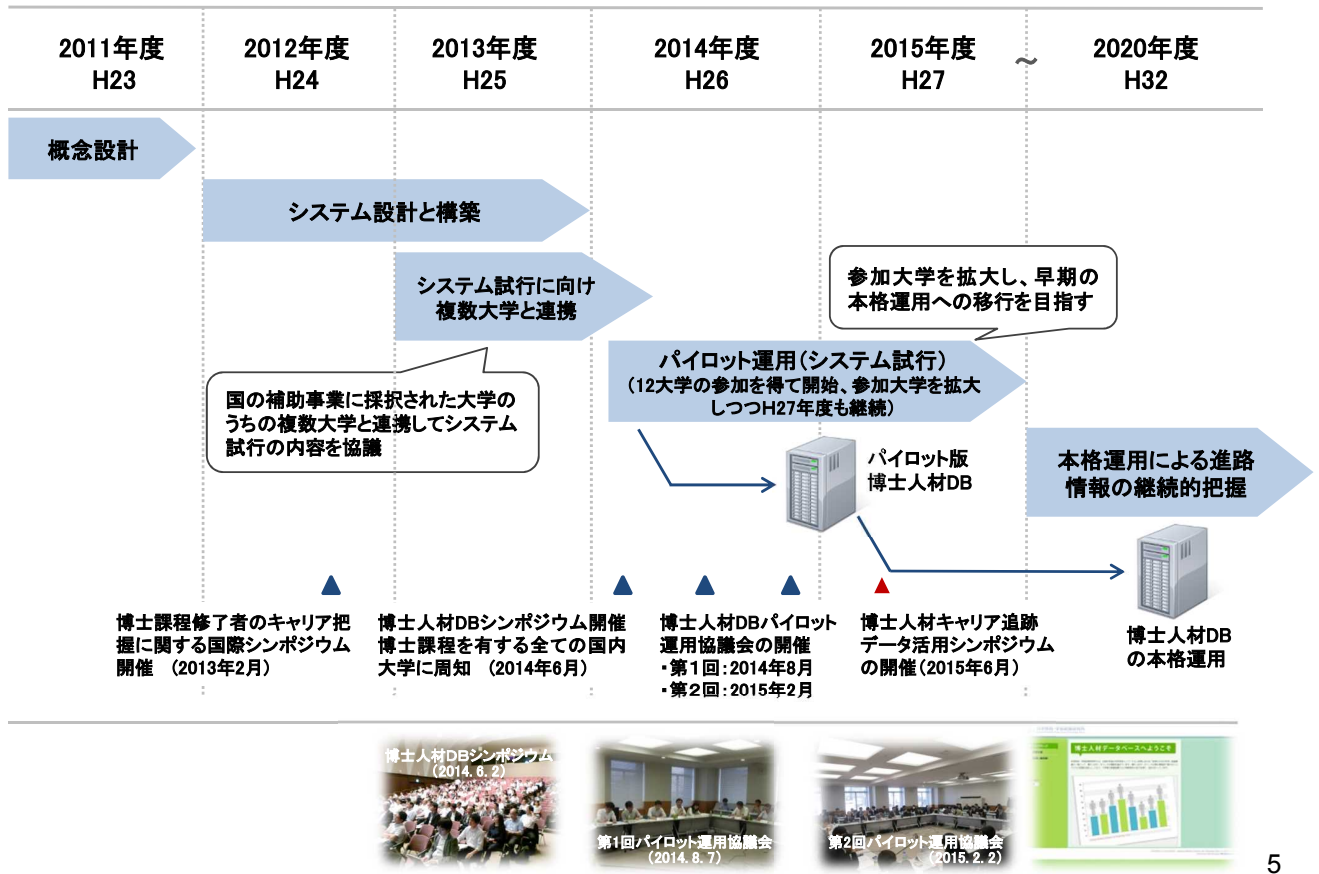 2011年度
H23
2012年度
H24
2013年度
H25
2014年度
H26
2015年度
H27
～
2020年度
H32
概念設計
システム設計と構築
システム試行に向け
複数大学と連携
参加大学を拡大し、早期の
本格運用への移行を目指す
パイロット運用（システム試行）
（12大学の参加を得て開始、参加大学を拡大
しつつH27年度も継続）
国の補助事業に採択された大学の
うちの複数大学と連携してシステム
試行の内容を協議
パイロット版
博士人材DB
本格運用による進路
情報の継続的把握
博士課程修了者のキャリア把
握に関する国際シンポジウム
開催　（2013年2月）
博士人材DBシンポジウム開催
博士課程を有する全ての国内
大学に周知　（2014年6月）
博士人材DBパイロット
運用協議会の開催
・第１回：2014年8月
・第２回：2015年2月
博士人材キャリア追跡
データ活用シンポジウム
の開催（2015年6月）
博士人材DB
の本格運用
博士人材ＤＢシンポジウム
（2014．6．2）
第1回パイロット運用協議会
（2014．8．7）
第2回パイロット運用協議会
（2015．2．2）
博士人材データベースへようこそ
5